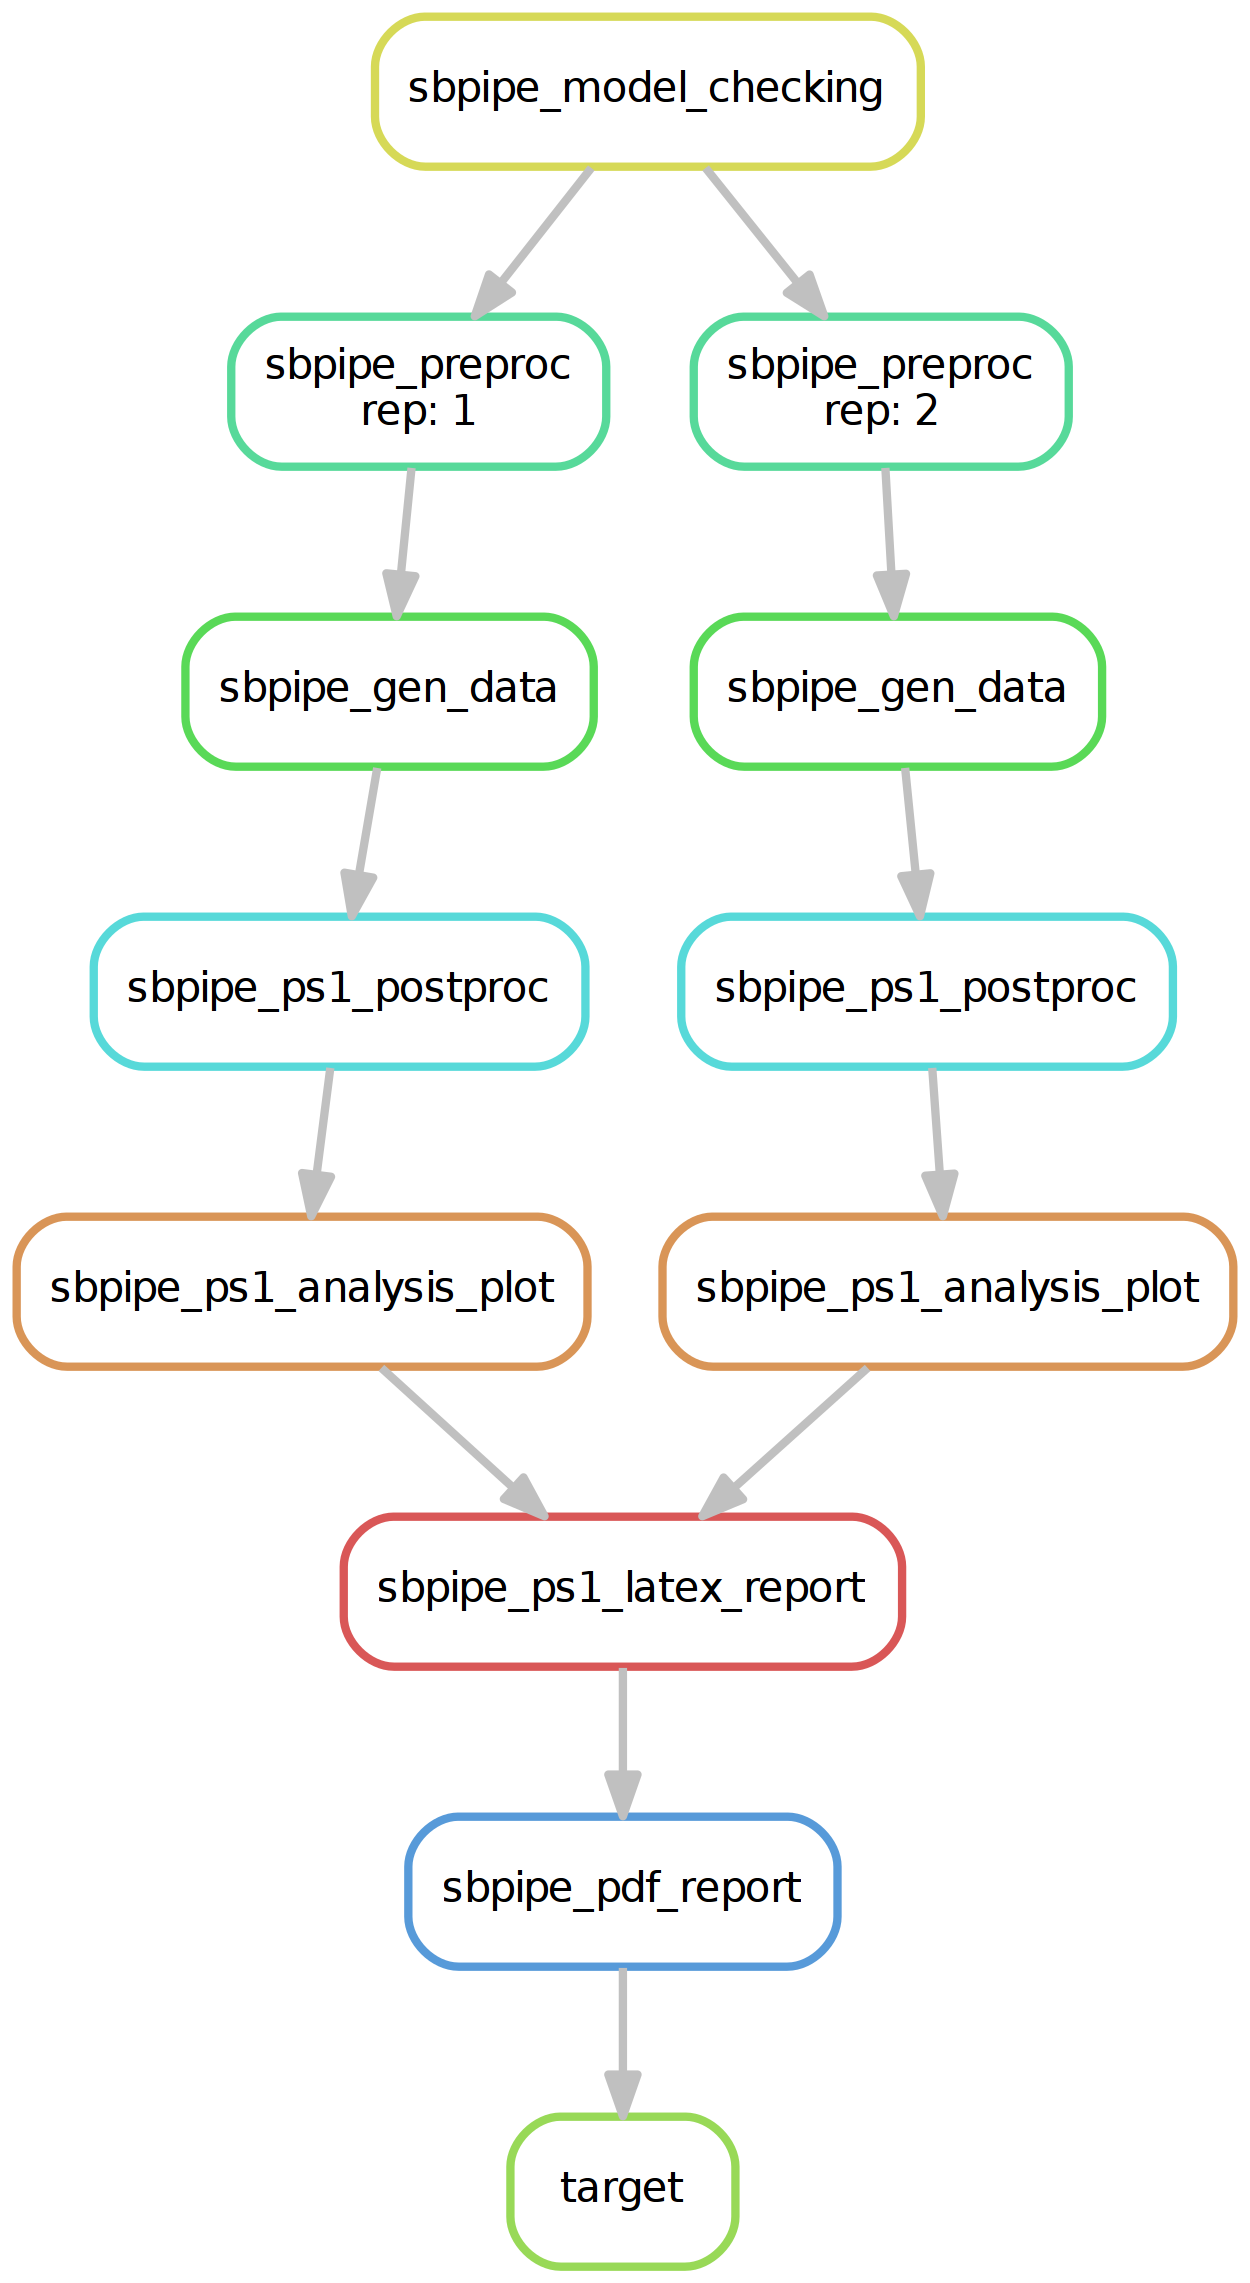 sbpipe_model_checking
sbpipe_preproc
rep: 1
sbpipe_preproc
rep: 2
sbpipe_gen_data
sbpipe_gen_data
sbpipe_ps1_postproc
sbpipe_ps1_postproc
sbpipe_ps1_analysis_plot
sbpipe_ps1_analysis_plot
sbpipe_ps1_latex_report
sbpipe_pdf_report
target